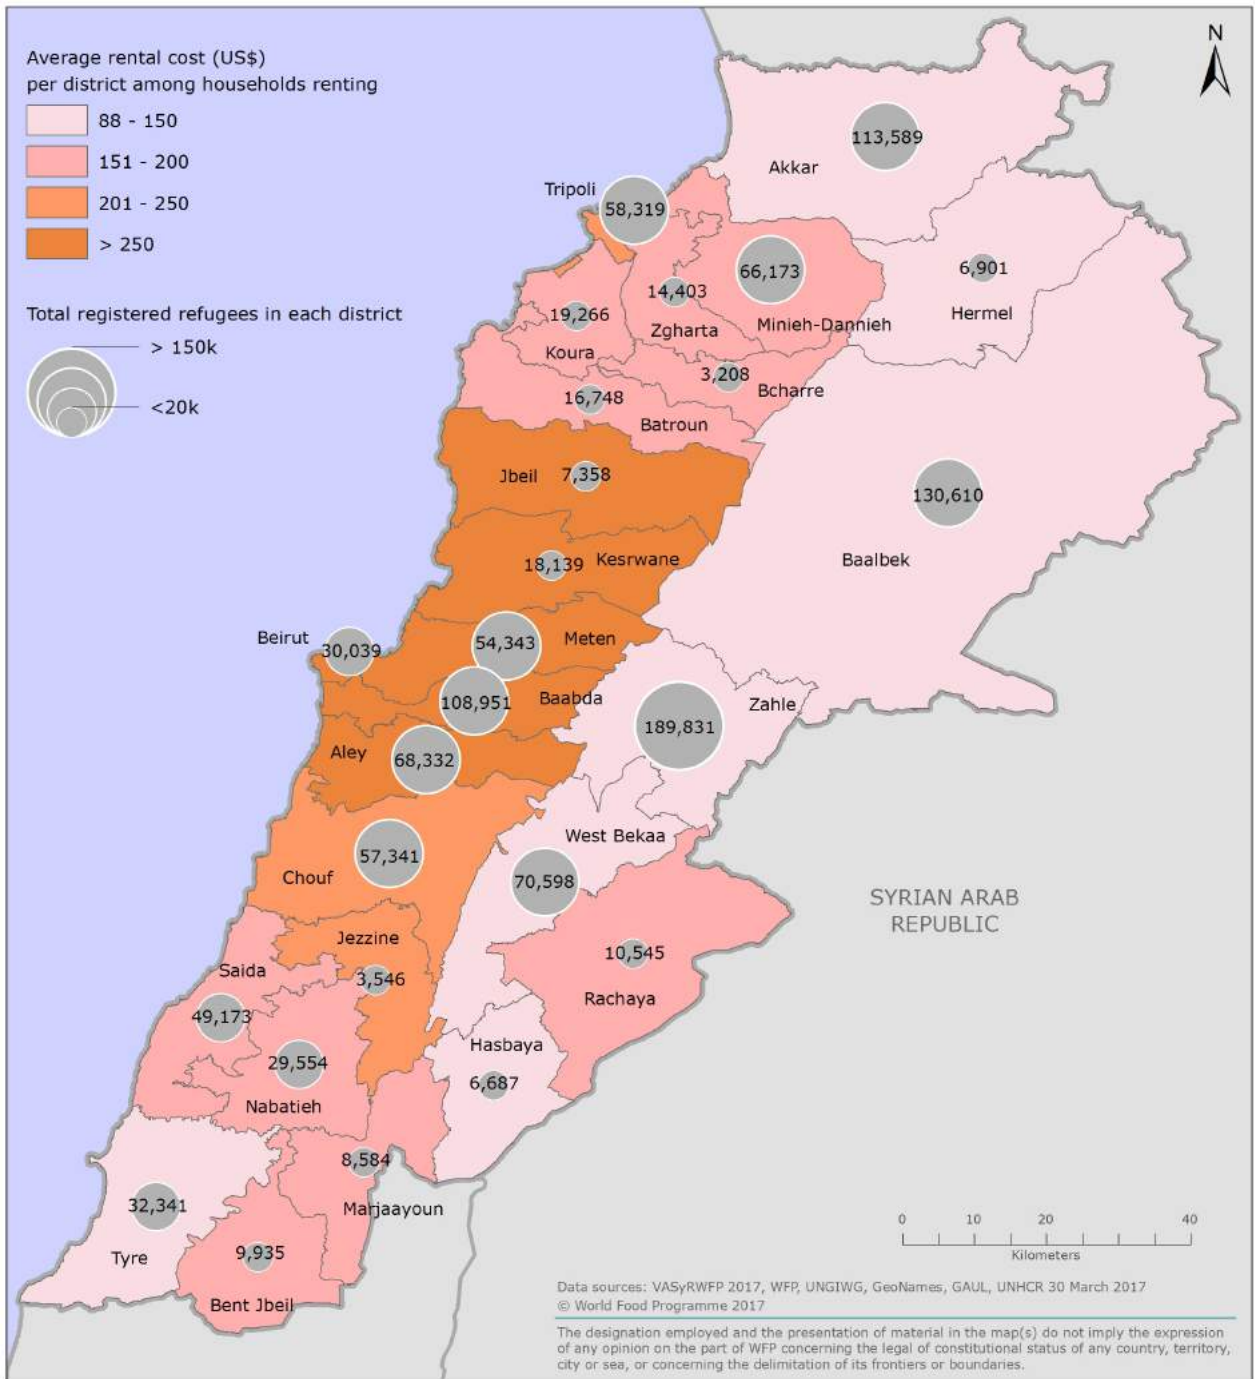 Average rental cost (US$)
per district among households renting
88 - 150
151 - 200
201 - 250
> 250
Total registered refugees in each district
> 150k
<20k
N
113,589
Akkar
Tripoli
58,319
66,173
6,901
14,403
19,266
Hermel
Zgharta
Minieh-Dannieh
Koura
3,208
Bcharre
16,748
Batroun
Jbeil
7,358
130,610
Kesrwane
18,139
Baalbek
Beirut
30,039
54,343
Meten
108,951
Baabda
Zahle
189,831
Aley
68,332
West Bekaa
57,341
Chouf
70,598
SYRIAN ARAB
REPUBLIC
Jezzine
3,546
10,545
Saida
Rachaya
49,173
Hasbaya
29,554
6,687
Nabatieh
8,584
32,341
Marjaayoun
9,935
Tyre
Bent Jbeil
0 10 20 40
Kilometers
Data sources: VASyRWFP 2017, WFP, UNGIWG, GeoNames, GAUL, UNHCR 30 March 2017
© World Food Programme 2017
The designation employed and the presentation of material in the map(s) do not imply the expression
of any opinion on the part of WFP concerning the legal of constitutional status of any country, territory,
city or sea, or concerning the delimitation of its frontiers or boundaries.